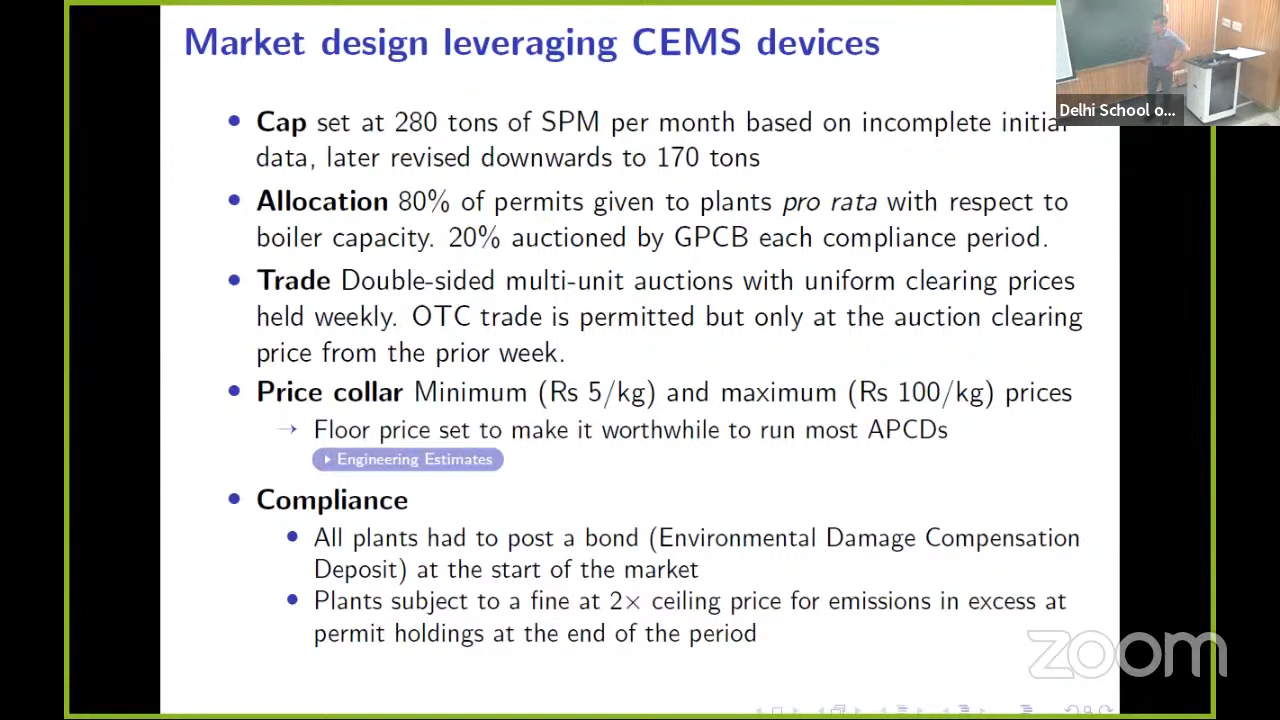 Market design leveraging CEMS devices
Delhi School o...
Cap set at 280 tons of SPM per month based on incomplete initial
data, later revised downwards to 170 tons
Allocation 80% of permits given to plants pro rata with respect to
boiler capacity. 20% auctioned by GPCB each compliance period.
Trade Double-sided multi-unit auctions with uniform clearing prices
held weekly. OTC trade is permitted but only at the auction clearing
price from the prior week.
Price collar Minimum (Rs 5/kg) and maximum (Rs 100/kg) prices
→ Floor price set to make it worthwhile to run most APCDs
Engineering Estimates
Compliance
All plants had to post a bond (Environmental Damage Compensation
Deposit) at the start of the market
Plants subject to a fine at 2× ceiling price for emissions in excess at
permit holdings at the end of the period
zoom